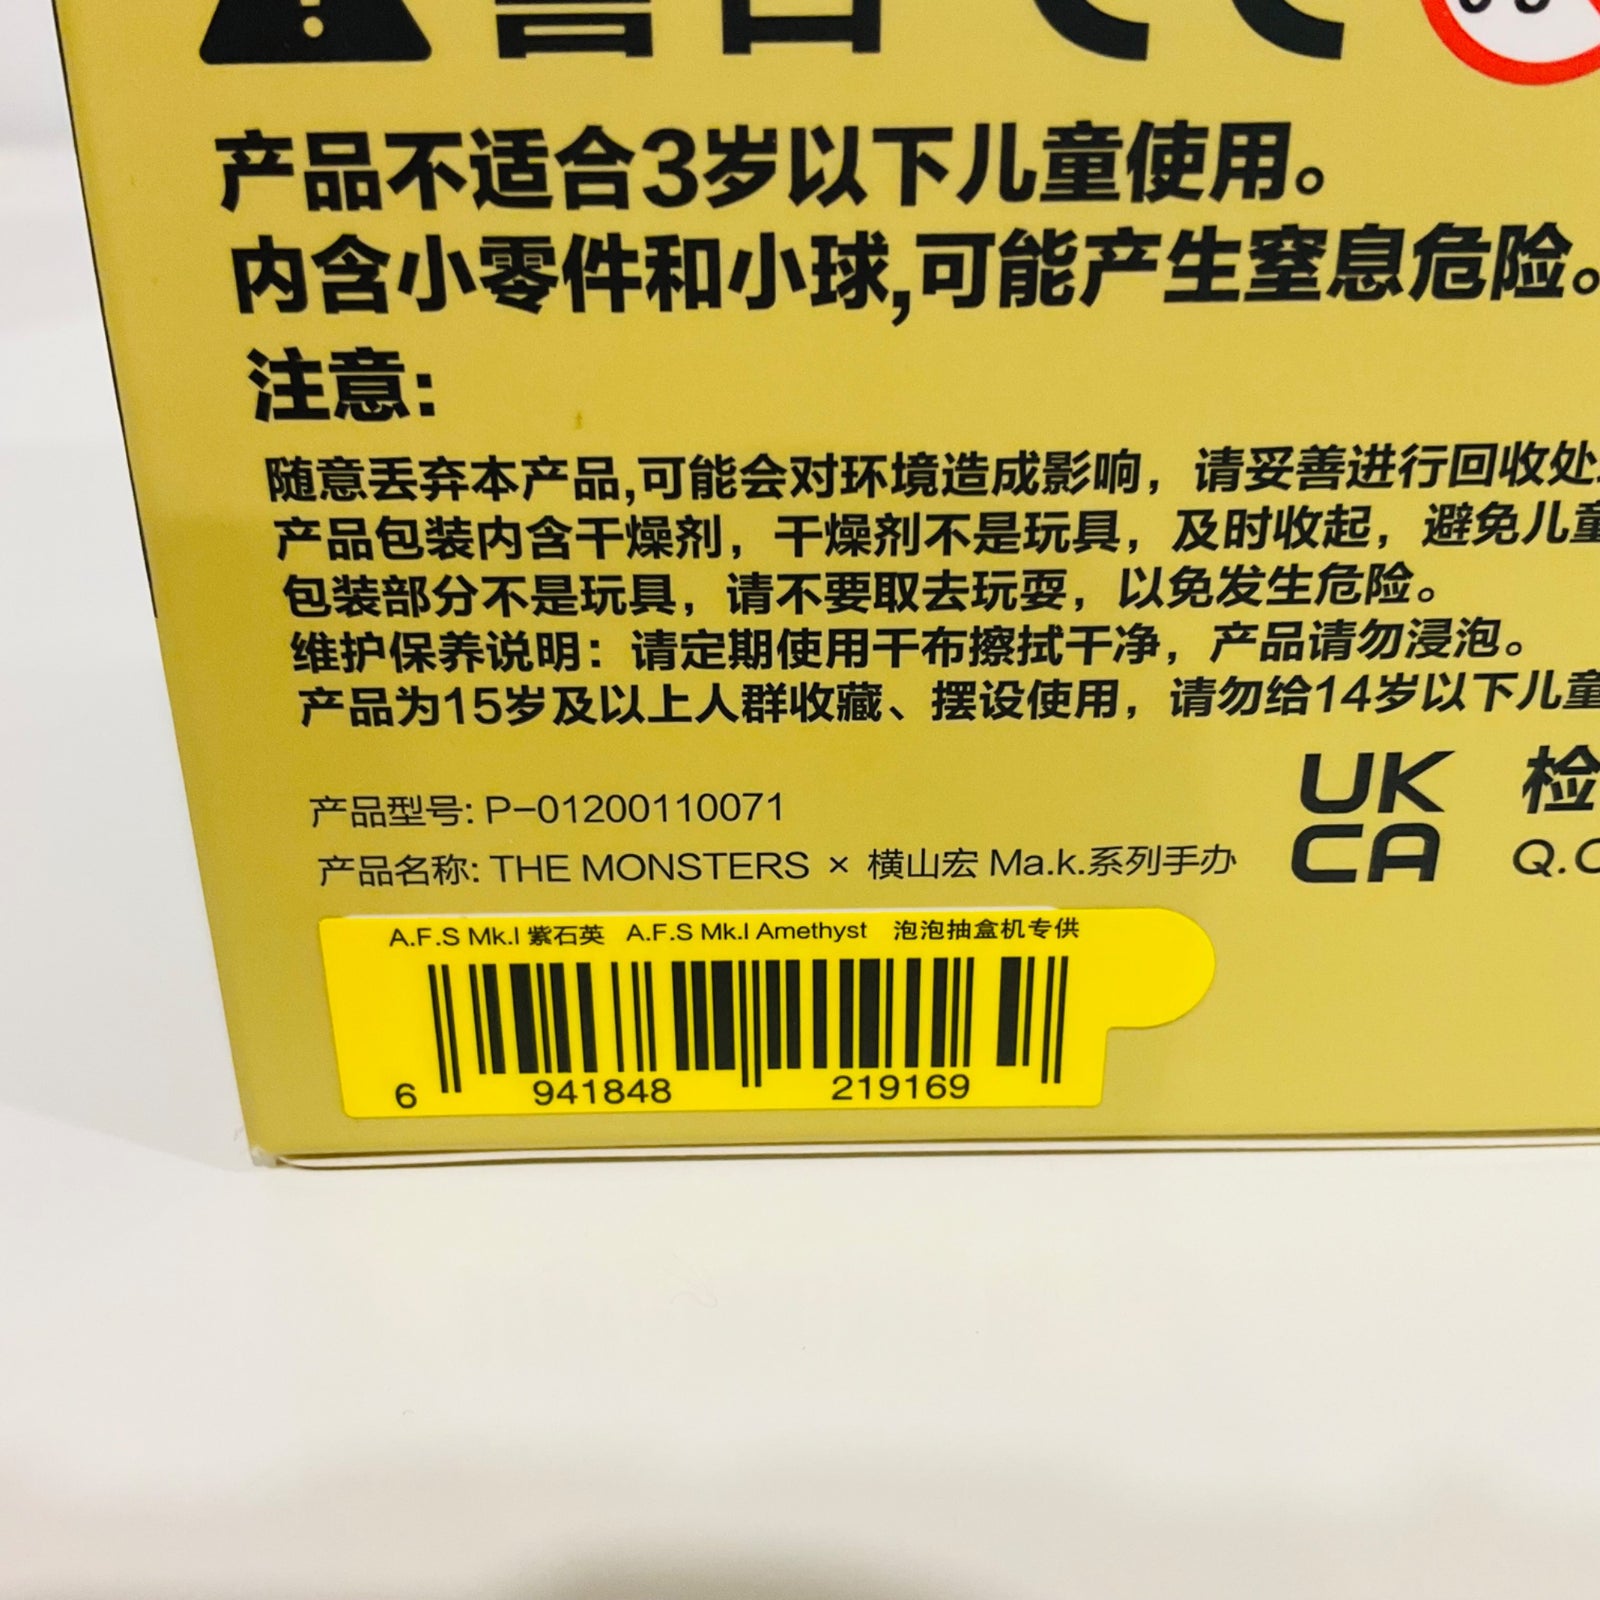 产品不适合3岁以下儿童使用。
内含小零件和小球,可能产生窒息危险。
注意:
随意丢弃本产品,可能会对环境造成影响，请妥善进行回收处
产品包装内含干燥剂，干燥剂不是玩具，及时收起，避免儿童
包装部分不是玩具，请不要取去玩耍，以免发生危险。
维护保养说明：请定期使用干布擦拭干净，产品请勿浸泡。
产品为15岁及以上人群收藏、摆设使用，请勿给14岁以下儿童
产品型号: P-01200110071
产品名称: THE MONSTERS × 横山宏 Ma.k.系列手办
UK
CA
检
Q.C
A.F.S Mk.I 紫石英 A.F.S Mk.I Amethyst 泡泡抽盒机专供
6 941848 219169